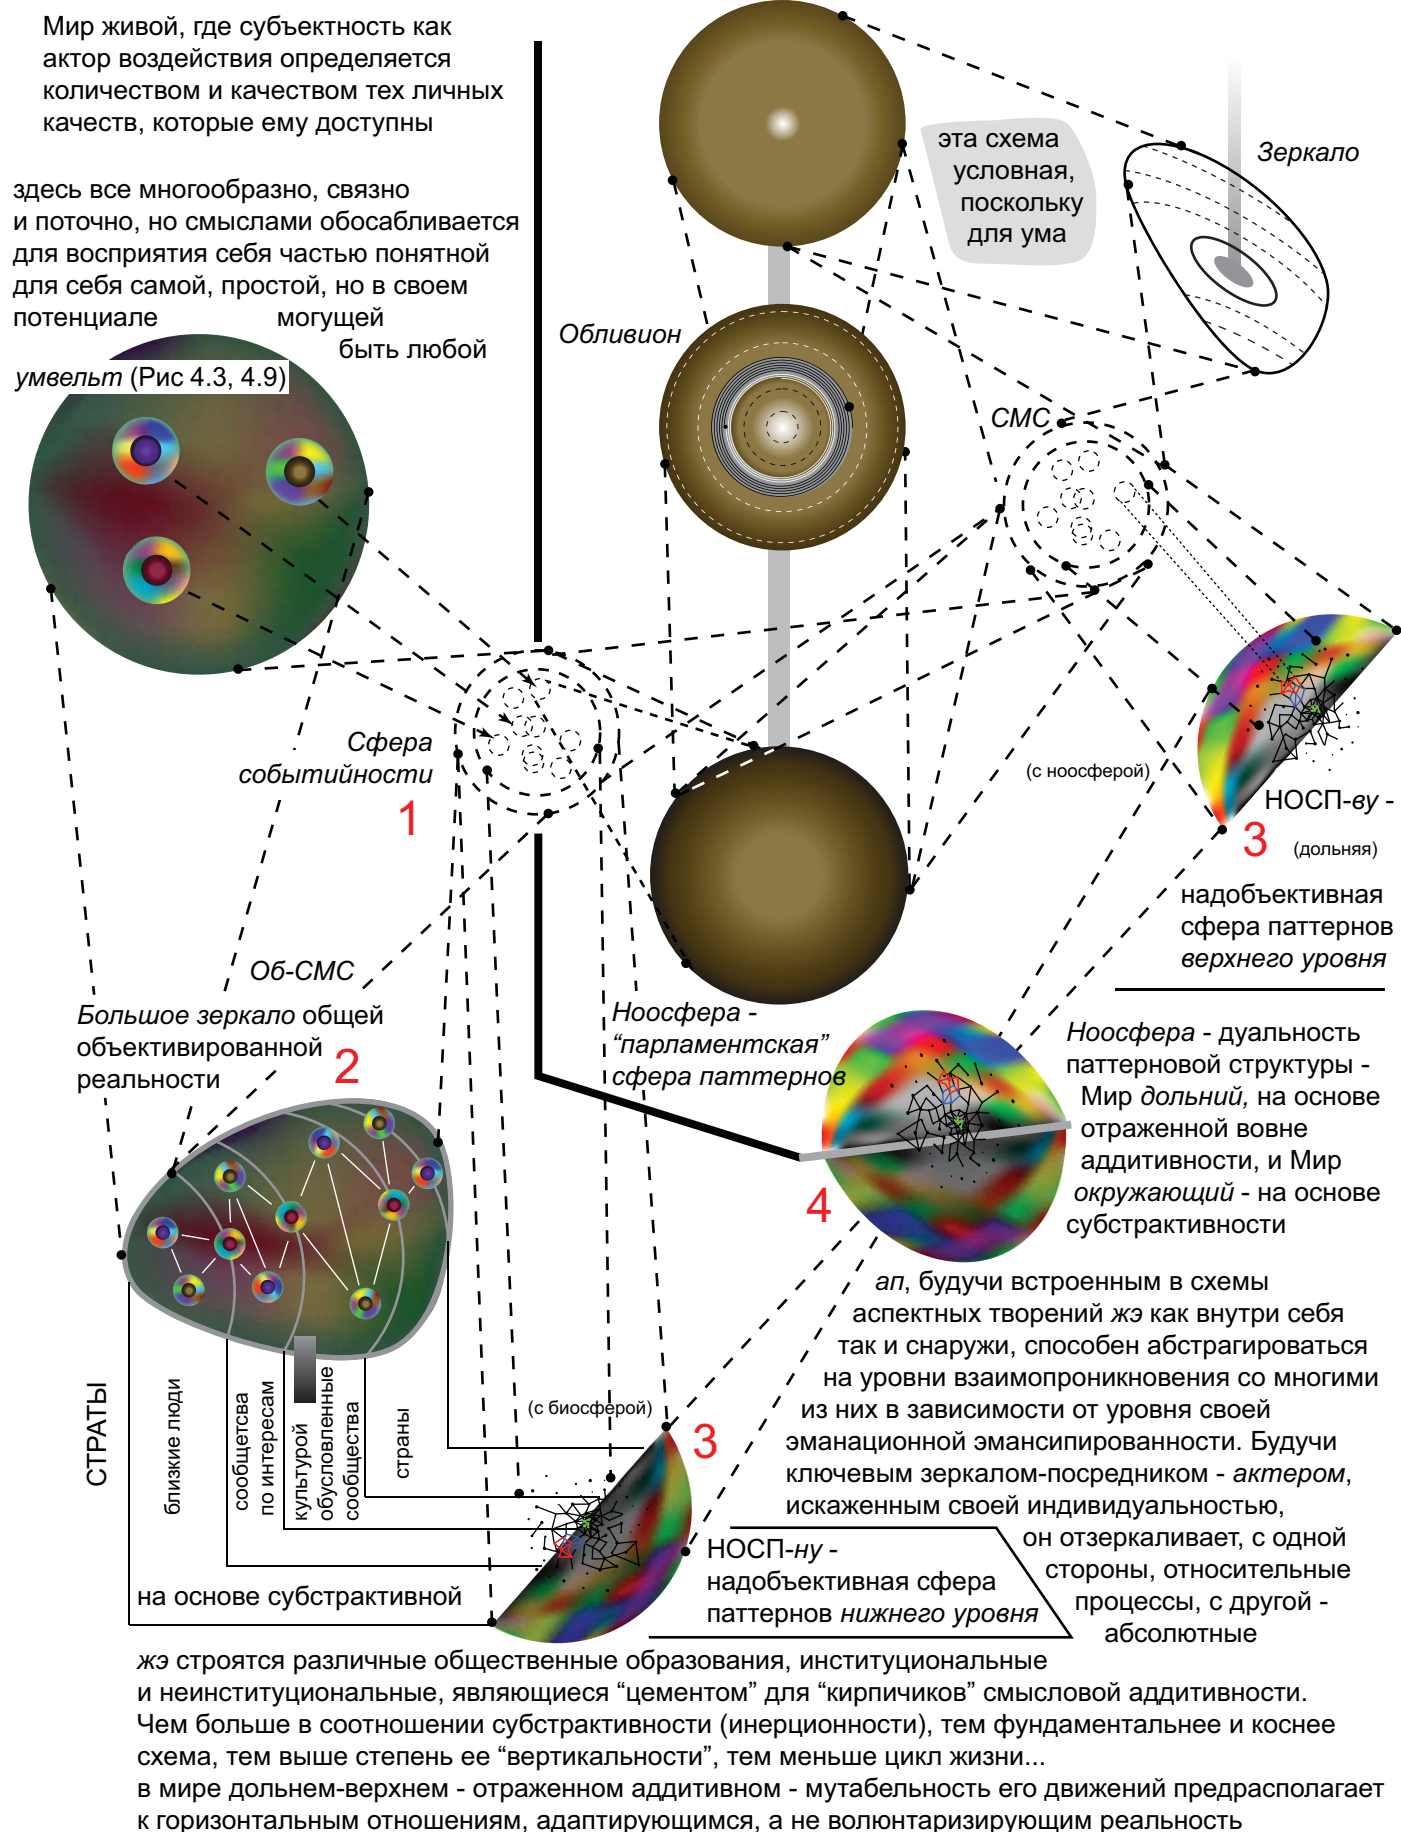 Мир живой, где субъектность как
актор воздействия определяется
количеством и качеством тех личных
качеств, которые ему доступны
здесь все многообразно, связно
и поточно, но смыслами обосабливается
для восприятия себя частью понятной
для себя самой, простой, но в своем
потенциале могущей
быть любой
умвельт (Рис 4.3, 4.9)
эта схема
условная,
поскольку
для ума
Зеркало
Обливион
СМС
Сфера
событийности
1
(с ноосферой)
НОСП-ву -
3 (дольняя)
надобъективная
сфера паттернов
верхнего уровня
Об-СМС
Большое зеркало общей
объективированной
реальности
2
Ноосфера -
“парламентская”
сфера паттернов
4
Ноосфера - дуальность
паттерновой структуры -
Мир дольний, на основе
отраженной вовне
аддитивности, и Мир
окружающий - на основе
субстрактивности
ап, будучи встроенным в схемы
аспектных творений жэ как внутри себя
так и снаружи, способен абстрагироваться
на уровни взаимопроникновения со многими
из них в зависимости от уровня своей
эманационной эмансипированности. Будучи
ключевым зеркалом-посредником - актером,
искаженным своей индивидуальностью,
он отзеркаливает, с одной
стороны, относительные
процессы, с другой -
абсолютные
СТРАТЫ
близкие люди
сообщетсва
по интересам
культурой
обусловленные
сообщества
страны
(с биосферой)
3
НОСП-ну -
надобъективная сфера
паттернов нижнего уровня
на основе субстрактивной
жэ строятся различные общественные образования, институциональные
и неинституциональные, являющиеся “цементом” для “кирпичиков” смысловой аддитивности.
Чем больше в соотношении субстрактивности (инерционности), тем фундаментальнее и коснее
схема, тем выше степень ее “вертикальности”, тем меньше цикл жизни...
в мире дольнем-верхнем - отраженном аддитивном - мутабельность его движений предрасполагает
к горизонтальным отношениям, адаптирующимся, а не волюнтаризирующим реальность